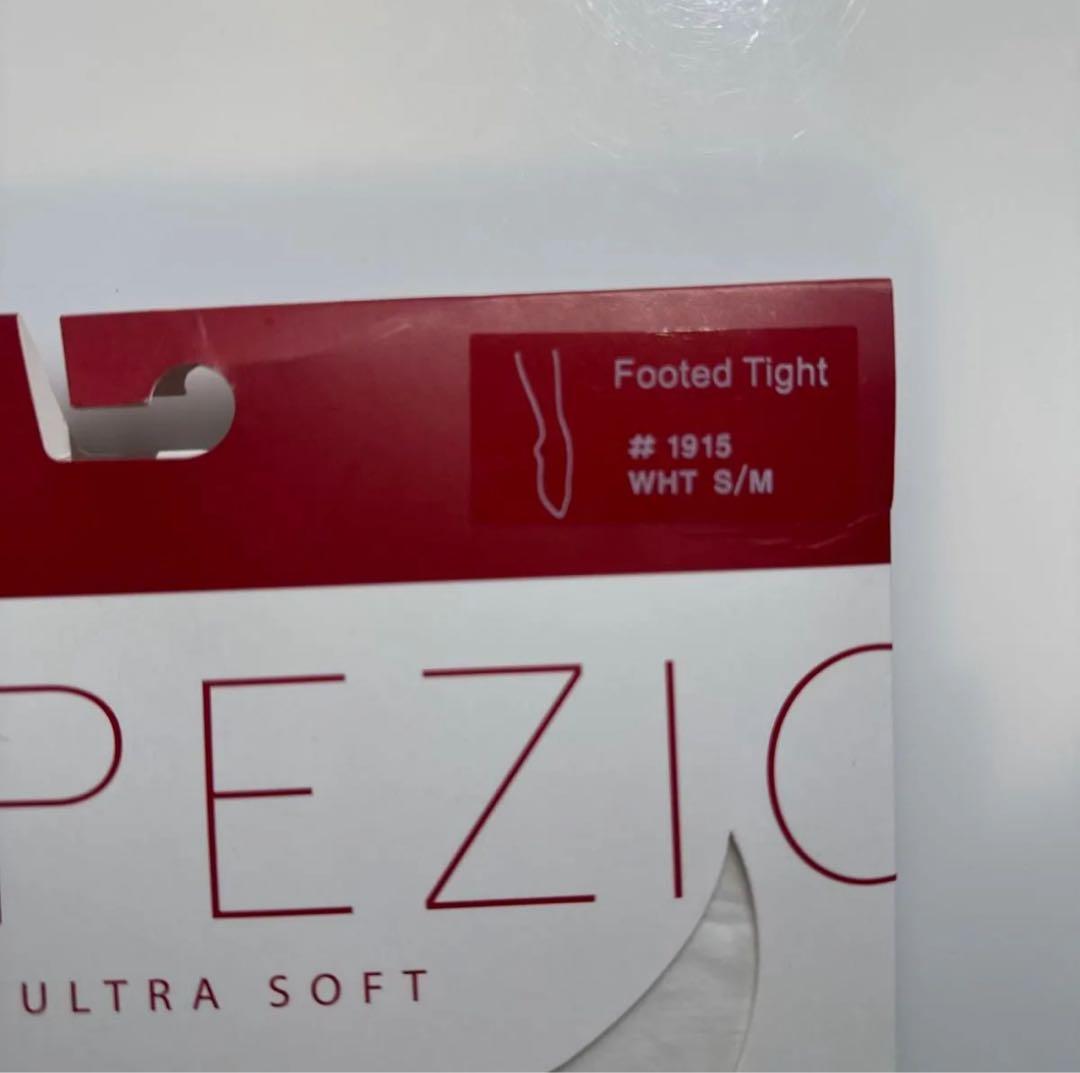 Footed Tight
# 1915
WHT S/M
PEZIO
ULTRA SOFT